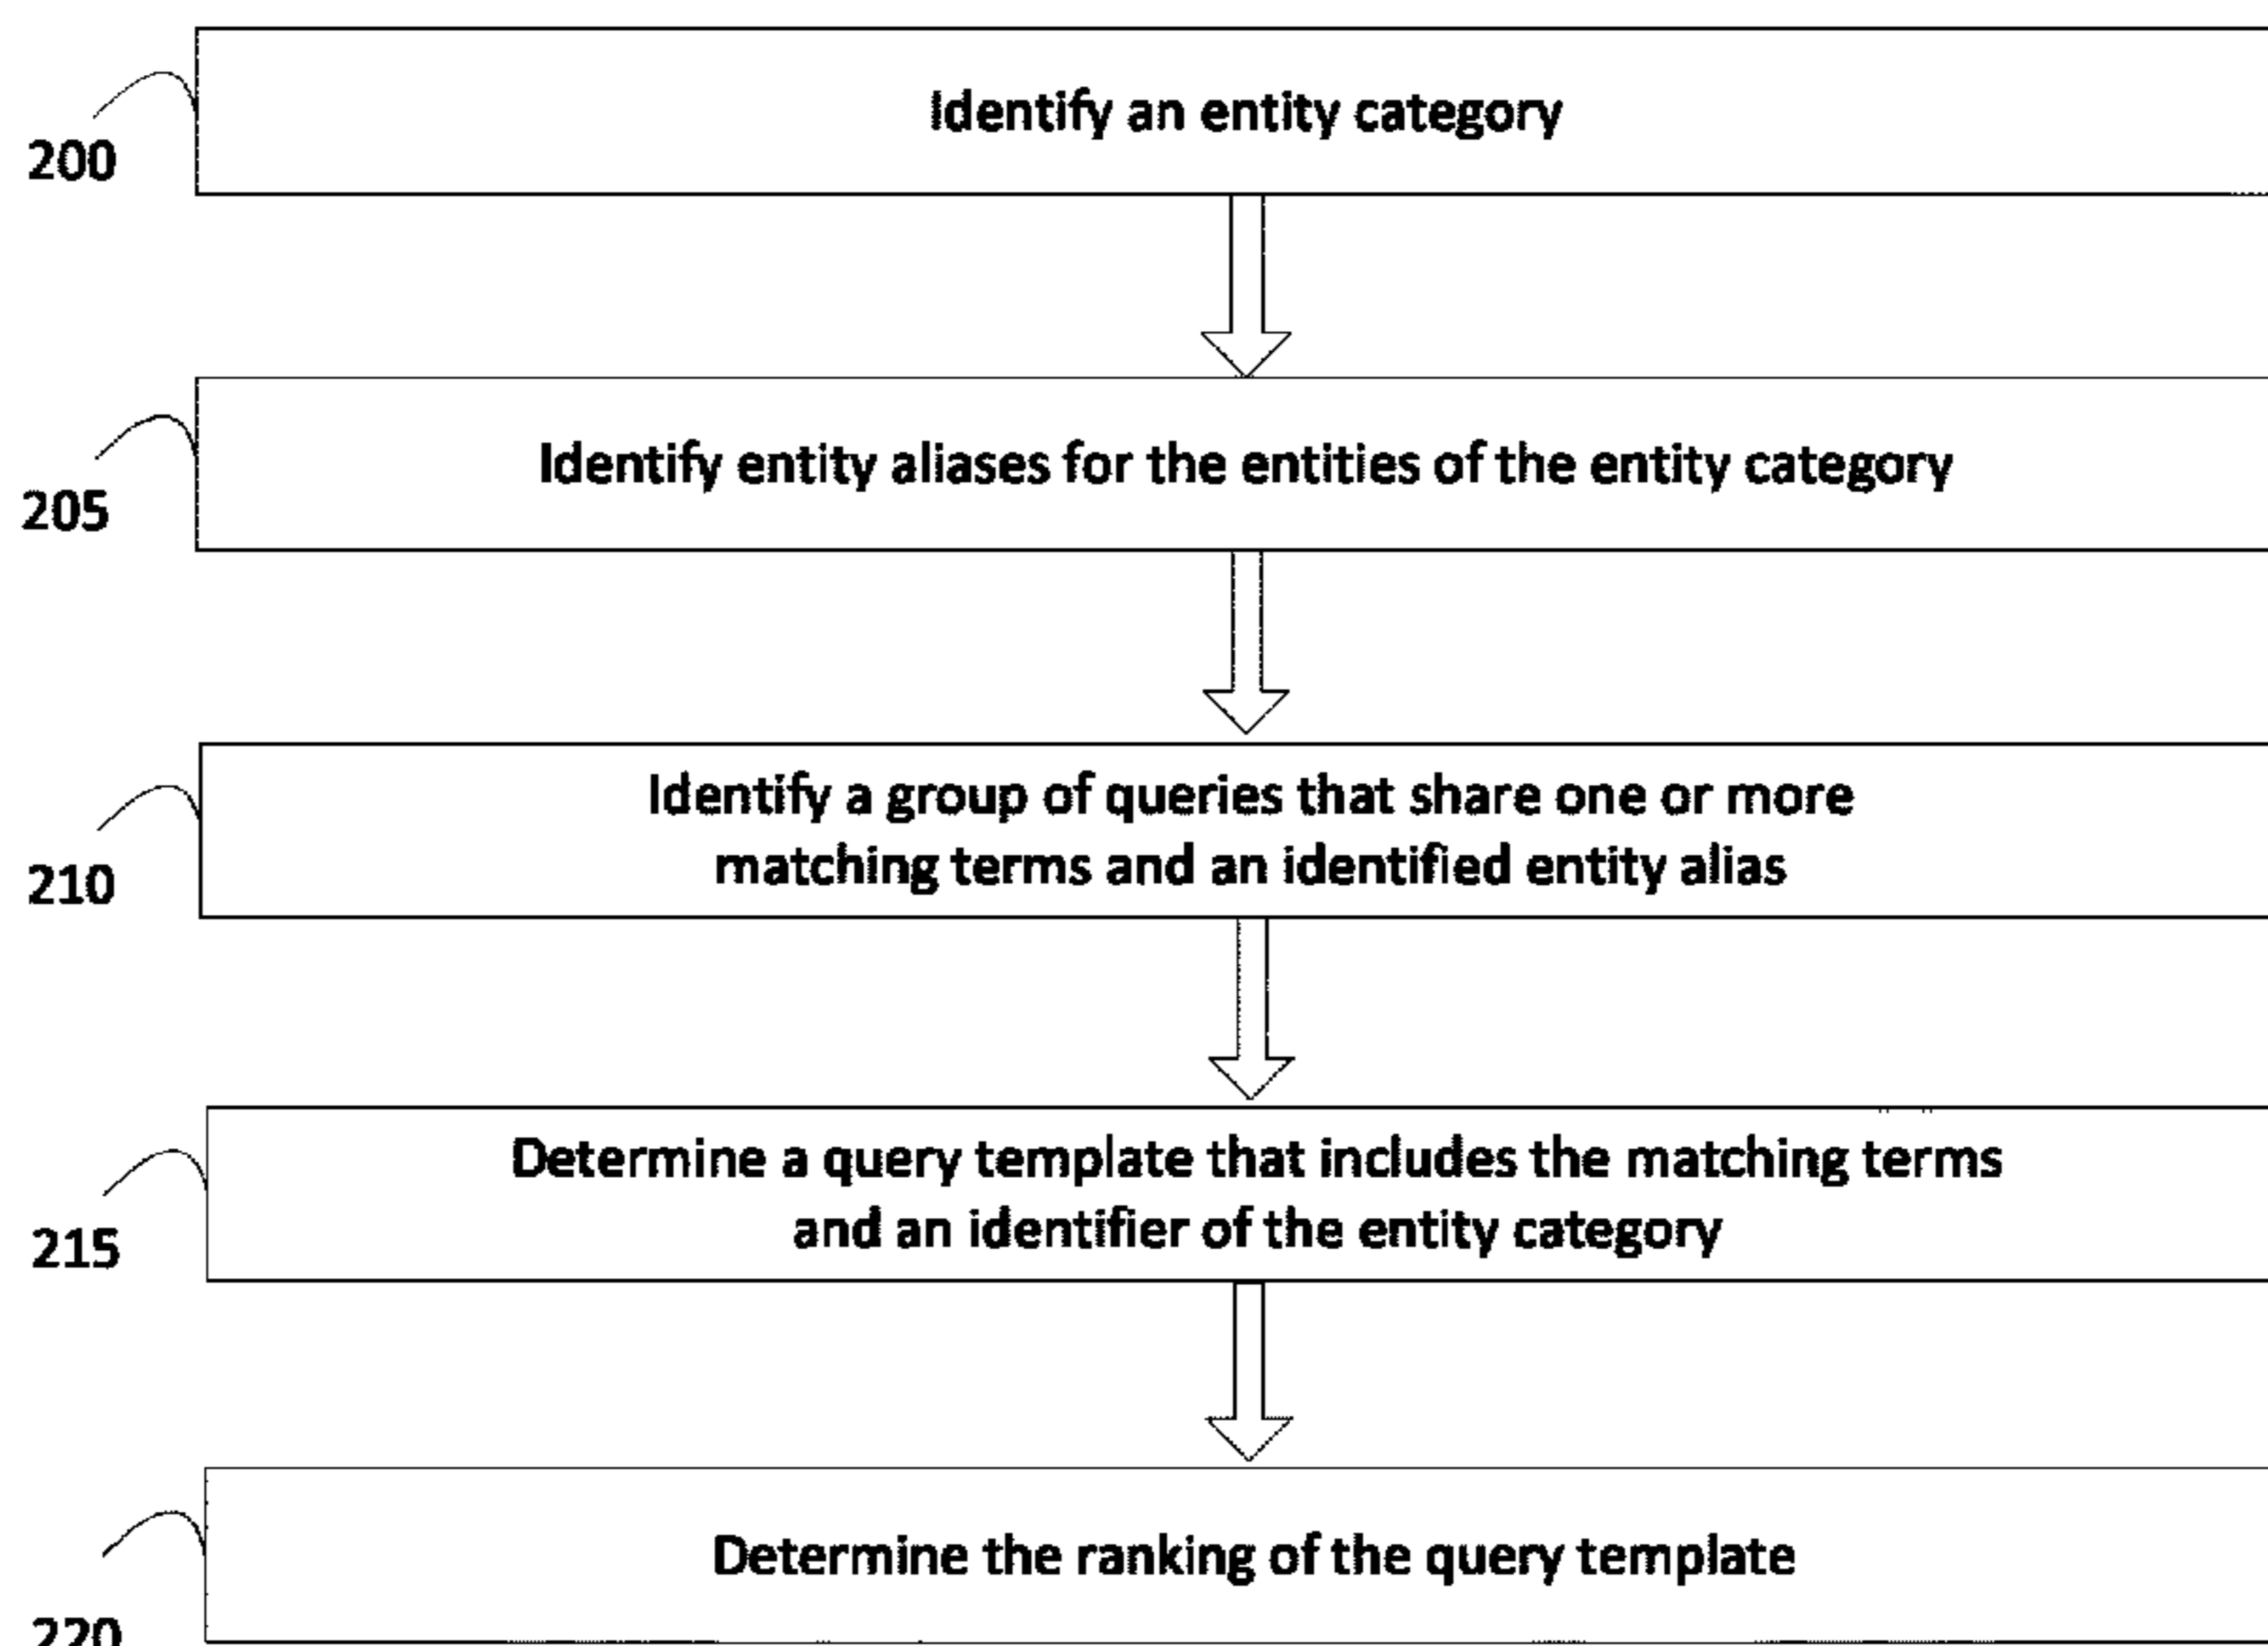 Identify an entity category
200
Identify entity aliases for the entities of the entity category
205
Identify a group of queries that share one or more
matching terms and an identified entity alias
210
Determine a query template that includes the matching terms
and an identifier of the entity category
215
Determine the ranking of the query template
220